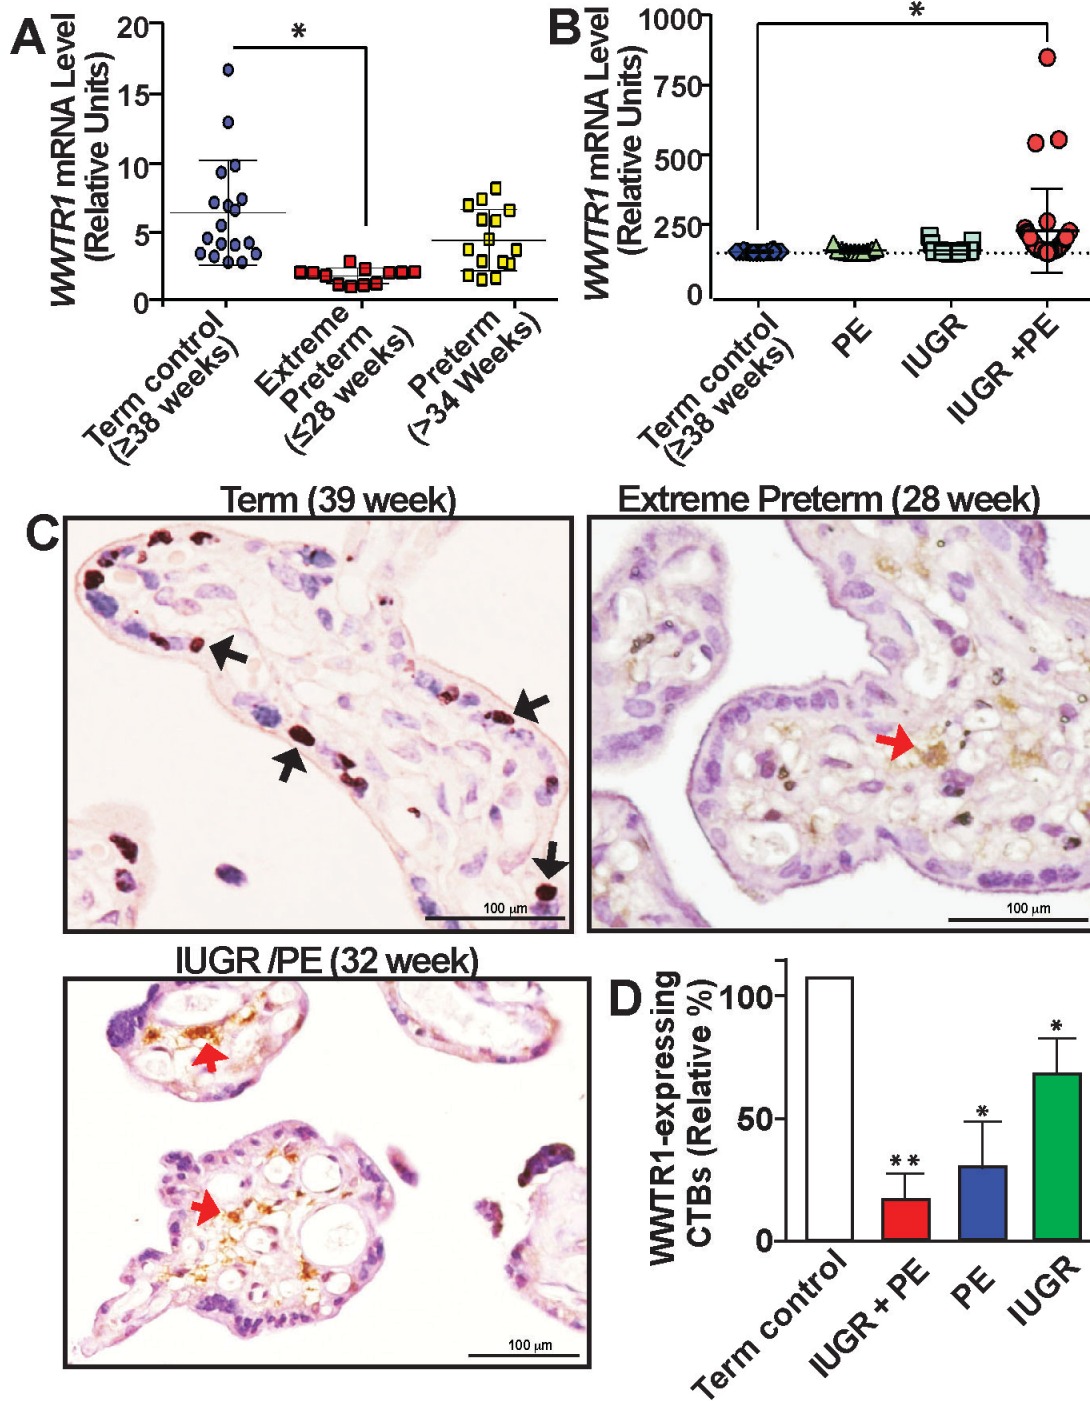 A
WWTR1 mRNA Level
(Relative Units)
20
15
10
5
0
*
Term control
(≥38 weeks)
Extreme
Preterm
(≤28 weeks)
Preterm
(>34 Weeks)
B
WWTR1 mRNA Level
(Relative Units)
1000
750
500
250
0
*
Term control
(≥38 weeks)
PE
IUGR
IUGR +PE
C
Term (39 week)
100 µm
Extreme Preterm (28 week)
100 µm
IUGR /PE (32 week)
100 µm
D
WWTR1-expressing
CTBs (Relative %)
100
50
0
* *
*
*
Term control
IUGR + PE
PE
IUGR